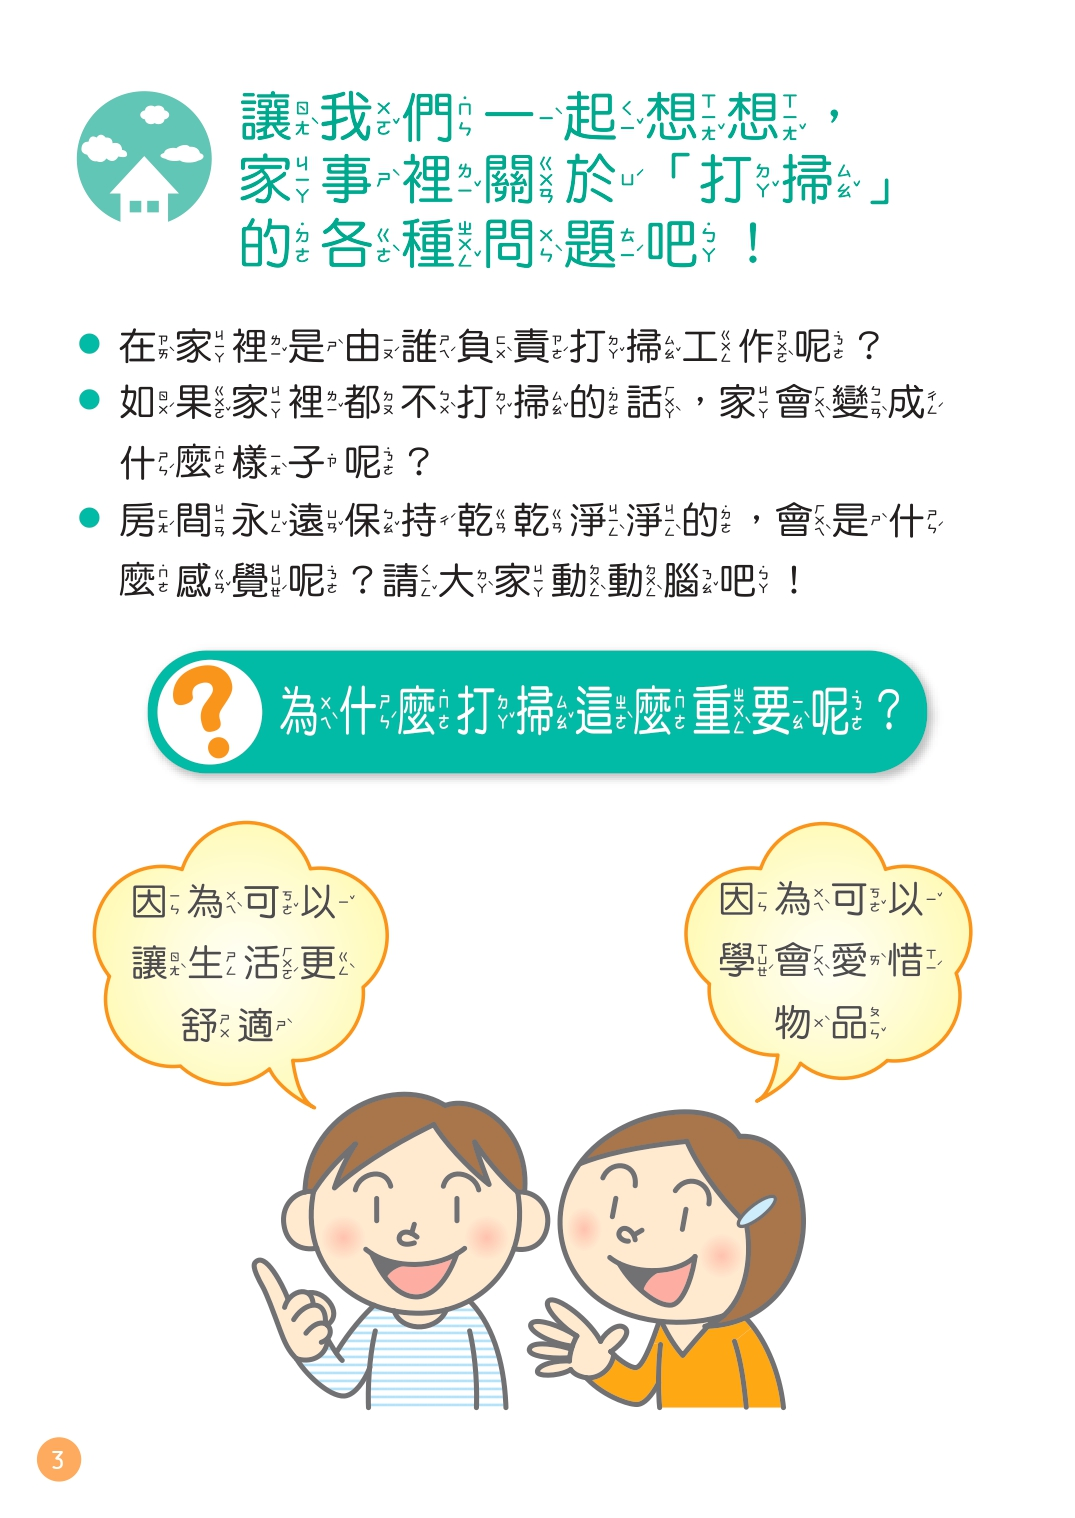 讓我們一起想想，
家事裡關於「打掃」
的各種問題吧！
● 在家裡是由誰負責打掃工作呢？
● 如果家裡都不打掃的話，家會變成
什麼樣子呢？
● 房間永遠保持乾乾淨淨的，會是什
麼感覺呢？請大家動動腦吧！
? 為什麼打掃這麼重要呢？
因為可以
讓生活更
舒適
因為可以
學會愛惜
物品
3